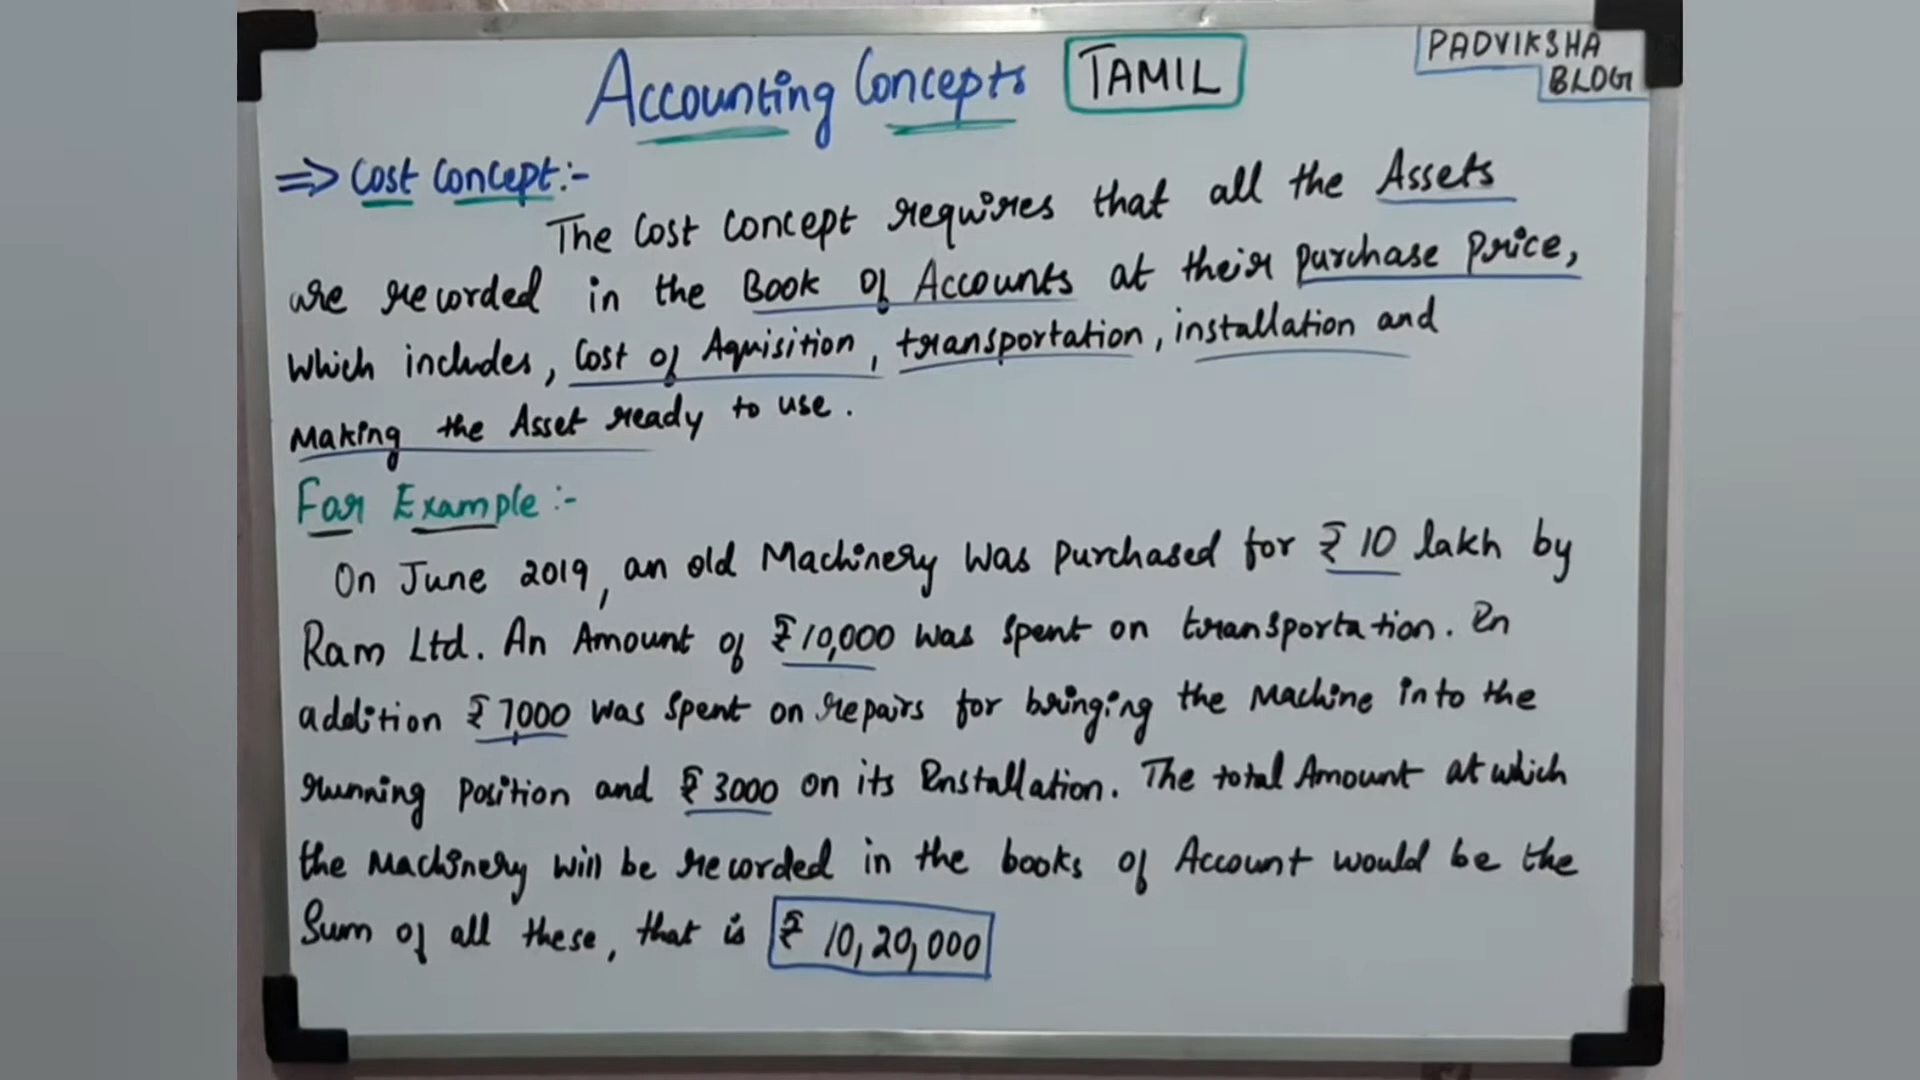 Accounting Concepts TAMIL
PADVIKSHA
BLOG
⇒ Cost Concept:-
The Cost Concept requires that all the Assets
are recorded in the Book of Accounts at their purchase price,
which includes, Cost of Aquisition, transportation, installation and
Making the Asset ready to use.
For Example:-
On June 2019, an old Machinery was purchased for ₹ 10 lakh by
Ram Ltd. An Amount of ₹ 10,000 was spent on transportation. In
addition ₹ 7000 was spent on repairs for bringing the Machine into the
running position and ₹ 3000 on its Installation. The total Amount at which
the Machinery will be recorded in the books of Account would be the
Sum of all these, that is ₹ 10,20,000